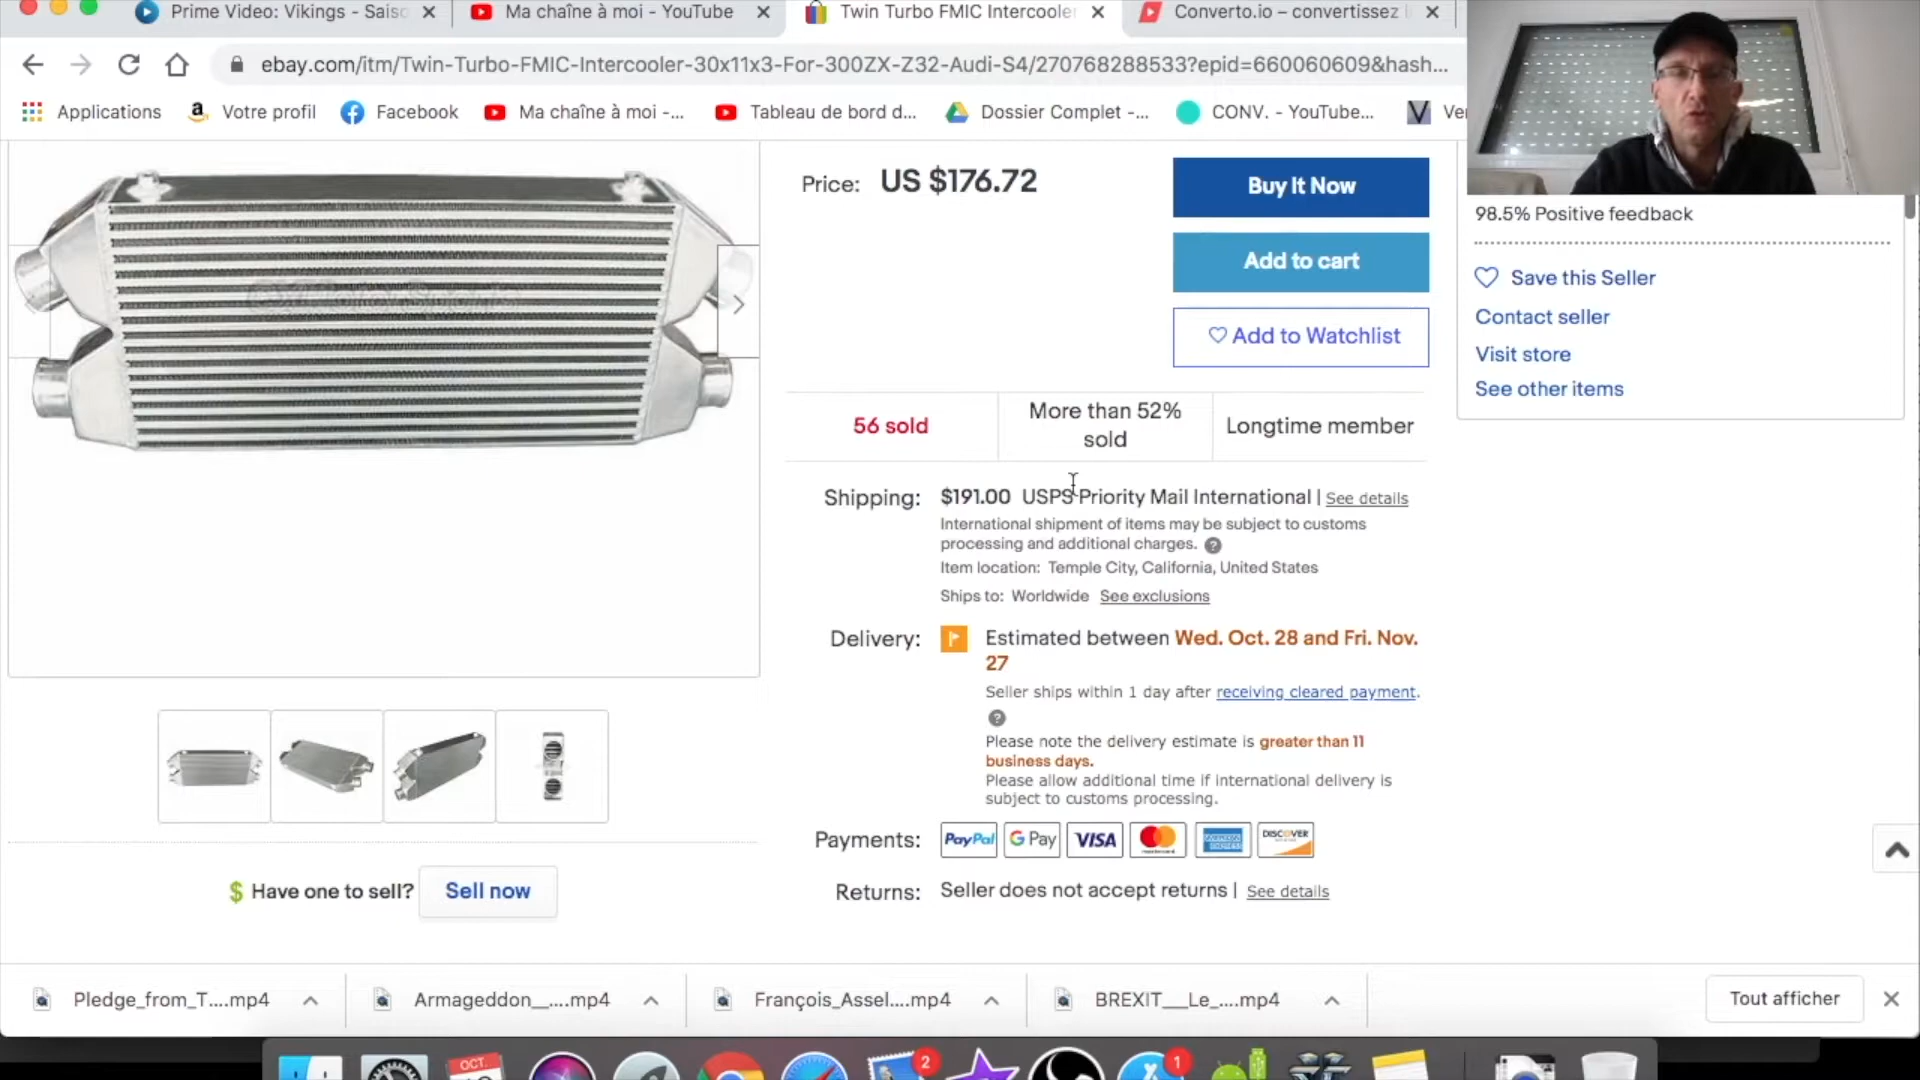 Prime Video: Vikings - Saiso
Ma chaîne à moi - YouTube
Twin Turbo FMIC Intercooler
Converto.io – convertissez
ebay.com/itm/Twin-Turbo-FMIC-Intercooler-30x11x3-For-300ZX-Z32-Audi-S4/270768288533?epid=660060609&hash...
Applications
Votre profil
Facebook
Ma chaîne à moi -...
Tableau de bord d...
Dossier Complet -...
CONV. - YouTube...
Price: US $176.72
Buy It Now
Add to cart
Add to Watchlist
98.5% Positive feedback
Save this Seller
Contact seller
Visit store
See other items
56 sold
More than 52%
sold
Longtime member
Shipping: $191.00 USPS Priority Mail International | See details
International shipment of items may be subject to customs
processing and additional charges. ?
Item location: Temple City, California, United States
Ships to: Worldwide See exclusions
Delivery: Estimated between Wed. Oct. 28 and Fri. Nov.
27
Seller ships within 1 day after receiving cleared payment.
?
Please note the delivery estimate is greater than 11
business days.
Please allow additional time if international delivery is
subject to customs processing.
Payments: PayPal G Pay VISA mastercard AMERICAN EXPRESS DISCOVER
Returns: Seller does not accept returns | See details
$ Have one to sell? Sell now
Pledge_from_T....mp4
Armageddon__....mp4
François_Assel....mp4
BREXIT___Le_....mp4
Tout afficher
OCT.
2
1